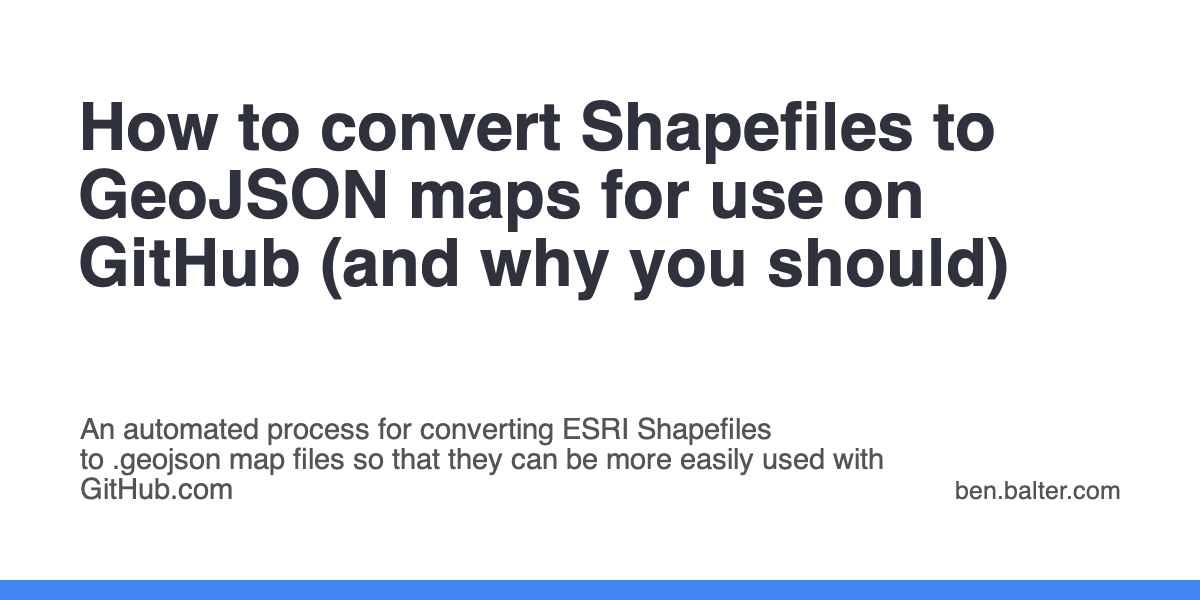 How to convert Shapefiles to
GeoJSON maps for use on
GitHub (and why you should)
An automated process for converting ESRI Shapefiles
to .geojson map files so that they can be more easily used with
GitHub.com
ben.balter.com